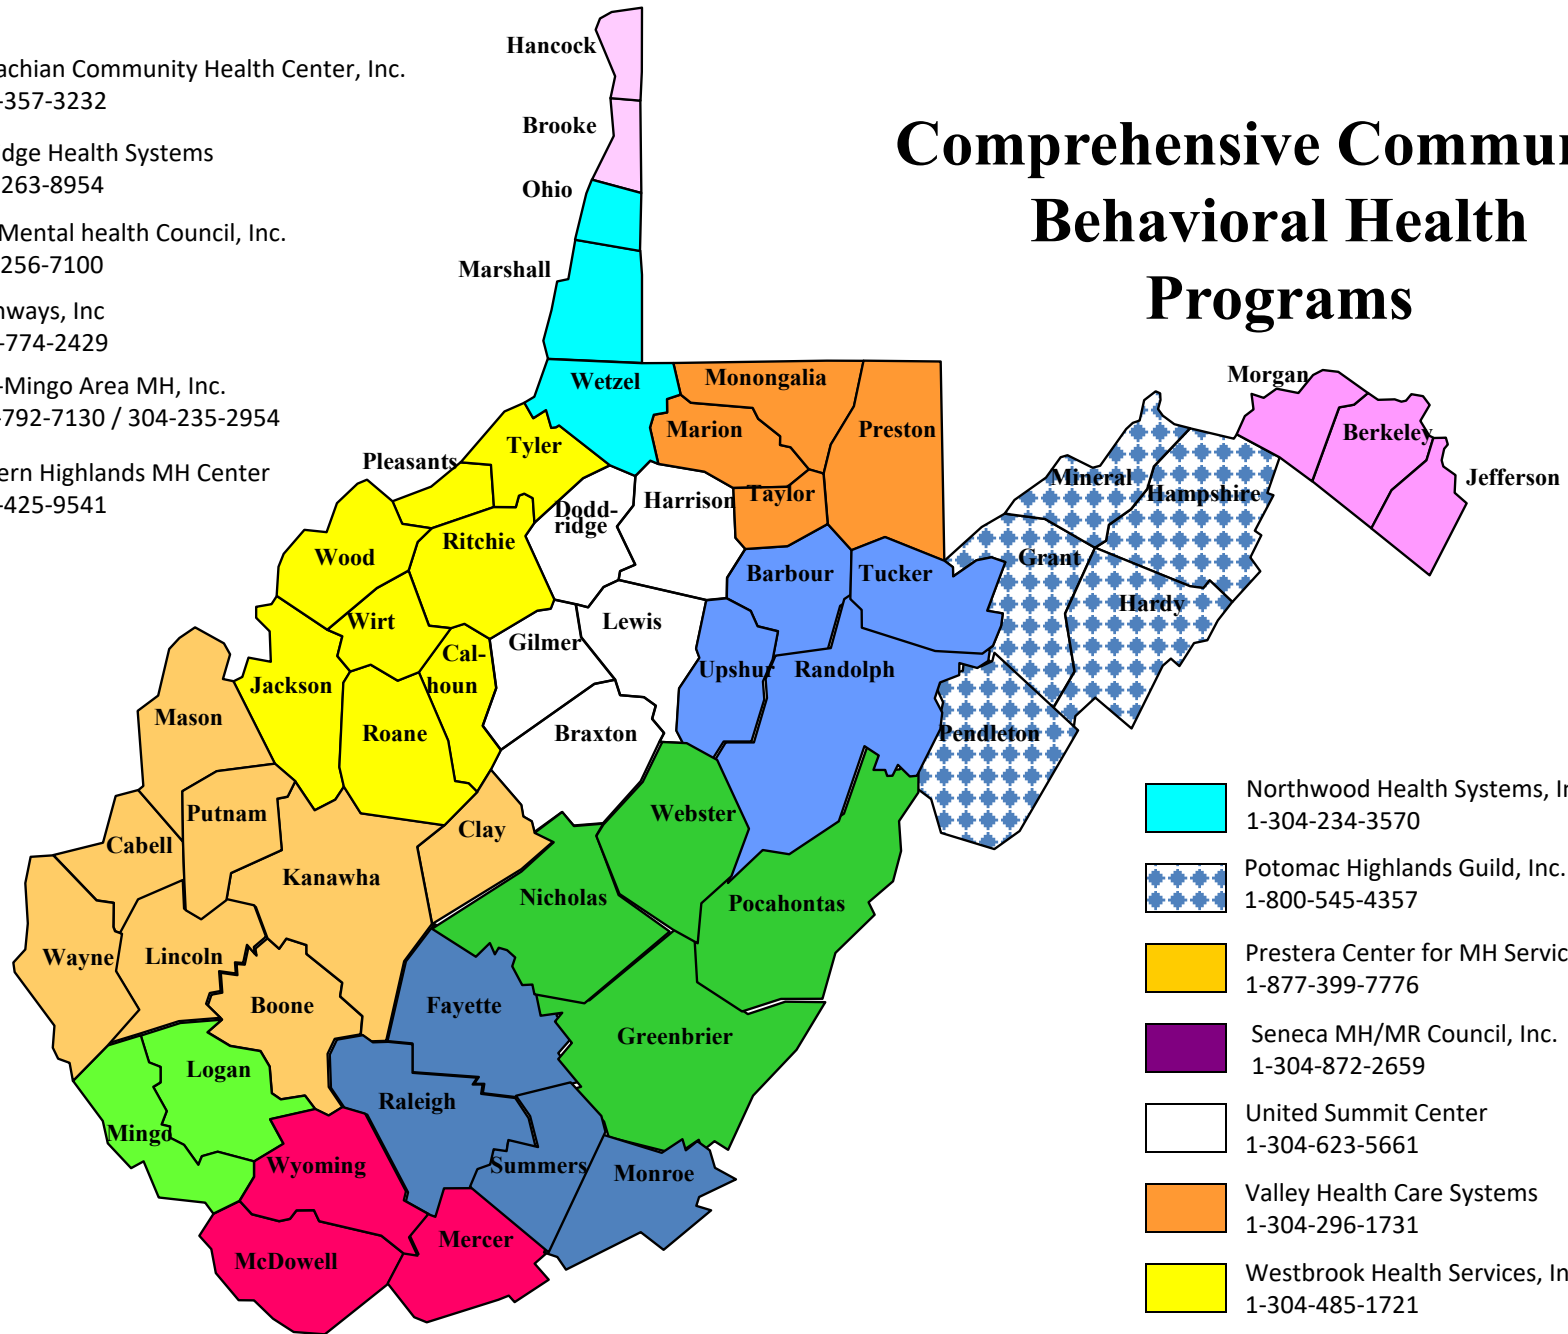 achian Community Health Center, Inc.
-357-3232
dge Health Systems
263-8954
Mental health Council, Inc.
256-7100
ways, Inc
-774-2429
-Mingo Area MH, Inc.
-792-7130 / 304-235-2954
ern Highlands MH Center
-425-9541
Comprehensive Commun
Behavioral Health
Programs
Hancock
Brooke
Ohio
Marshall
Wetzel
Monongalia
Marion
Preston
Morgan
Berkeley
Jefferson
Tyler
Pleasants
Dodd-
ridge
Harrison
Taylor
Mineral
Hampshire
Wood
Ritchie
Barbour
Tucker
Grant
Hardy
Wirt
Cal-
houn
Gilmer
Lewis
Upshur
Randolph
Jackson
Roane
Mason
Braxton
Pendleton
Putnam
Cabell
Clay
Webster
Kanawha
Nicholas
Pocahontas
Wayne
Lincoln
Boone
Fayette
Greenbrier
Logan
Raleigh
Mingo
Wyoming
Summers
Monroe
McDowell
Mercer
Northwood Health Systems, In
1-304-234-3570
Potomac Highlands Guild, Inc.
1-800-545-4357
Prestera Center for MH Servic
1-877-399-7776
Seneca MH/MR Council, Inc.
1-304-872-2659
United Summit Center
1-304-623-5661
Valley Health Care Systems
1-304-296-1731
Westbrook Health Services, In
1-304-485-1721